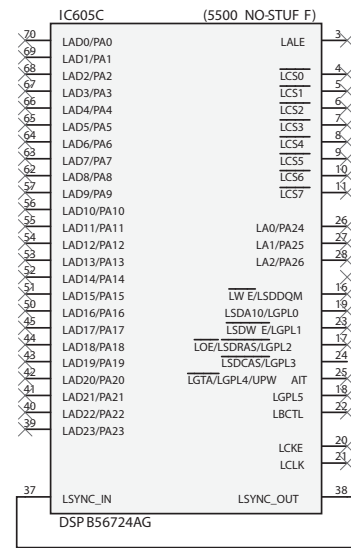 IC605C (5500 NO-STUF F)
70 LAD0/PA0 LALE 3
69 LAD1/PA1
68 LAD2/PA2 LCS0 4
67 LAD3/PA3 LCS1 5
66 LAD4/PA4 LCS2 6
65 LAD5/PA5 LCS3 7
64 LAD6/PA6 LCS4 8
63 LAD7/PA7 LCS5 9
62 LAD8/PA8 LCS6 10
57 LAD9/PA9 LCS7 11
56 LAD10/PA10
55 LAD11/PA11 LA0/PA24 26
54 LAD12/PA12 LA1/PA25 27
53 LAD13/PA13 LA2/PA26 28
52 LAD14/PA14
51 LAD15/PA15 LW E/LSDDQM 16
50 LAD16/PA16 LSDA10/LGPL0 19
45 LAD17/PA17 LSDW E/LGPL1 23
44 LAD18/PA18 LOE/LSDRAS/LGPL2 17
43 LAD19/PA19 LSDCAS/LGPL3 24
42 LAD20/PA20 LGTA/LGPL4/UPW AIT 25
41 LAD21/PA21 LGPL5 18
40 LAD22/PA22 LBCTL 22
39 LAD23/PA23
LCKE 20
LCLK 21
37 LSYNC_IN LSYNC_OUT 38
DSP B56724AG